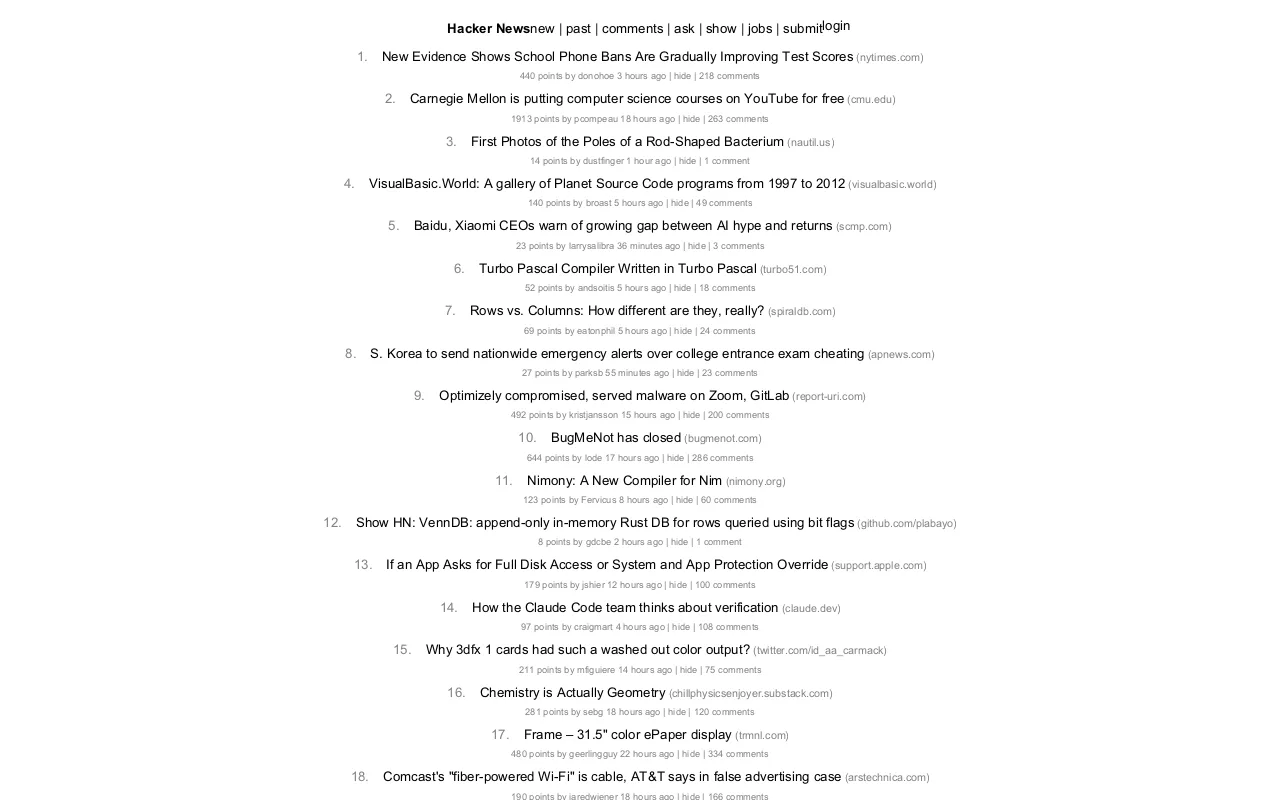 Hacker Newsnew | past | comments | ask | show | jobs | submitlogin
1. New Evidence Shows School Phone Bans Are Gradually Improving Test Scores (nytimes.com)
440 points by donohoe 3 hours ago | hide | 218 comments
2. Carnegie Mellon is putting computer science courses on YouTube for free (cmu.edu)
1913 points by pcompeau 18 hours ago | hide | 263 comments
3. First Photos of the Poles of a Rod-Shaped Bacterium (nautil.us)
14 points by dustfinger 1 hour ago | hide | 1 comment
4. VisualBasic.World: A gallery of Planet Source Code programs from 1997 to 2012 (visualbasic.world)
140 points by broast 5 hours ago | hide | 49 comments
5. Baidu, Xiaomi CEOs warn of growing gap between AI hype and returns (scmp.com)
23 points by larrysalibra 36 minutes ago | hide | 3 comments
6. Turbo Pascal Compiler Written in Turbo Pascal (turbo51.com)
52 points by andsoitis 5 hours ago | hide | 18 comments
7. Rows vs. Columns: How different are they, really? (spiraldb.com)
69 points by eatonphil 5 hours ago | hide | 24 comments
8. S. Korea to send nationwide emergency alerts over college entrance exam cheating (apnews.com)
27 points by parksb 55 minutes ago | hide | 23 comments
9. Optimizely compromised, served malware on Zoom, GitLab (report-uri.com)
492 points by kristjansson 15 hours ago | hide | 200 comments
10. BugMeNot has closed (bugmenot.com)
644 points by lode 17 hours ago | hide | 286 comments
11. Nimony: A New Compiler for Nim (nimony.org)
123 points by Fervicus 8 hours ago | hide | 60 comments
12. Show HN: VennDB: append-only in-memory Rust DB for rows queried using bit flags (github.com/plabayo)
8 points by gdcbe 2 hours ago | hide | 1 comment
13. If an App Asks for Full Disk Access or System and App Protection Override (support.apple.com)
179 points by jshier 12 hours ago | hide | 100 comments
14. How the Claude Code team thinks about verification (claude.dev)
97 points by craigmart 4 hours ago | hide | 108 comments
15. Why 3dfx 1 cards had such a washed out color output? (twitter.com/id_aa_carmack)
211 points by mfiguiere 14 hours ago | hide | 75 comments
16. Chemistry is Actually Geometry (chillphysicsenjoyer.substack.com)
281 points by sebg 18 hours ago | hide | 120 comments
17. Frame – 31.5" color ePaper display (trmnl.com)
480 points by geerlingguy 22 hours ago | hide | 334 comments
18. Comcast's "fiber-powered Wi-Fi" is cable, AT&T says in false advertising case (arstechnica.com)
190 points by jaredwiener 18 hours ago | hide | 166 comments